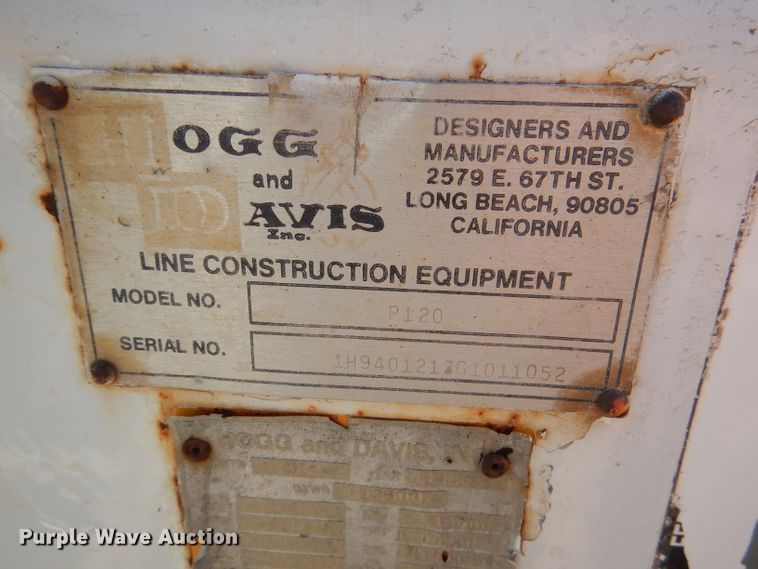 HOGG
and
DAVIS
Inc.
DESIGNERS AND
MANUFACTURERS
2579 E. 67TH ST.
LONG BEACH, 90805
CALIFORNIA
LINE CONSTRUCTION EQUIPMENT
MODEL NO. P120
SERIAL NO. 1H9401217G1011052
HOGG and DAVIS,
Purple Wave Auction